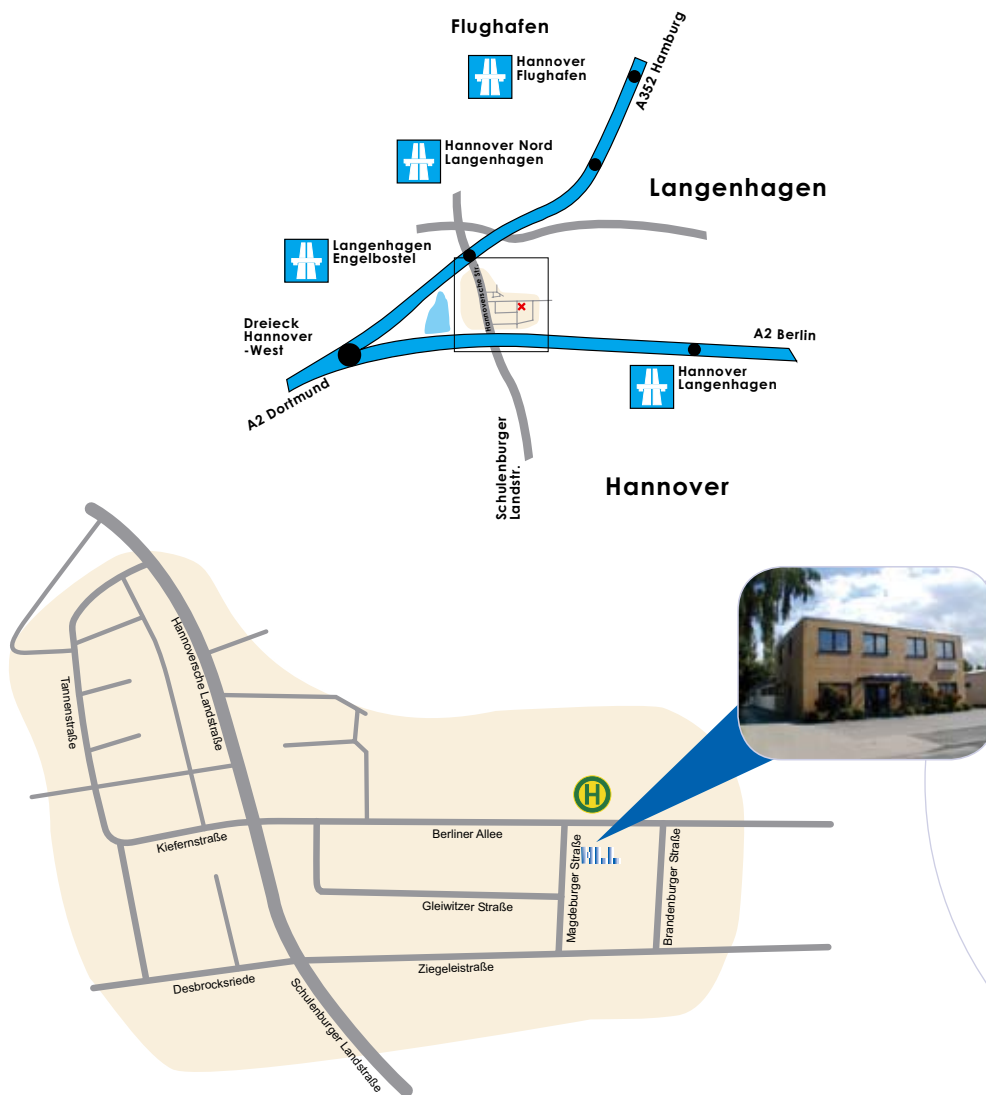 Flughafen
Hannover
Flughafen
A352 Hamburg
Hannover Nord
Langenhagen
Langenhagen
Langenhagen
Engelbostel
Hannoversche Str.
Dreieck
Hannover
-West
A2 Berlin
A2 Dortmund
Hannover
Langenhagen
Schulenburger
Landstr.
Hannover
Hannoversche Landstraße
Tannenstraße
H
Berliner Allee
Kiefernstraße
Magdeburger Straße
Brandenburger Straße
Gleiwitzer Straße
Ziegeleistraße
Desbrocksriede
Schulenburger Landstraße